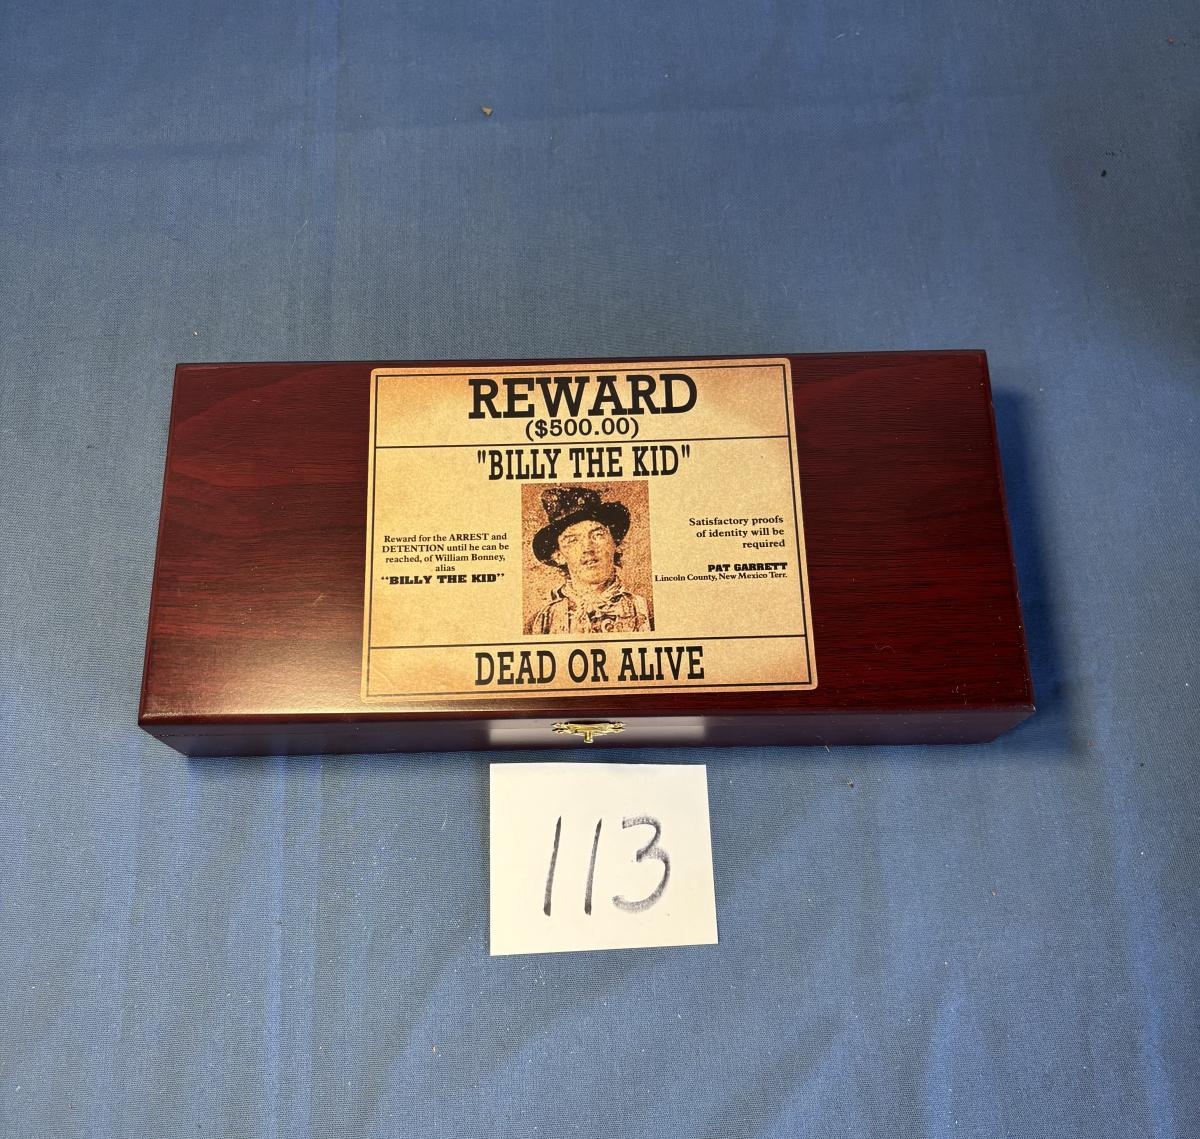 REWARD
($500.00)
"BILLY THE KID"
Reward for the ARREST and
DETENTION until he can be
reached, of William Bonney,
alias
"BILLY THE KID"
Satisfactory proofs
of identity will be
required
PAT GARRETT
Lincoln County, New Mexico Terr.
DEAD OR ALIVE
113